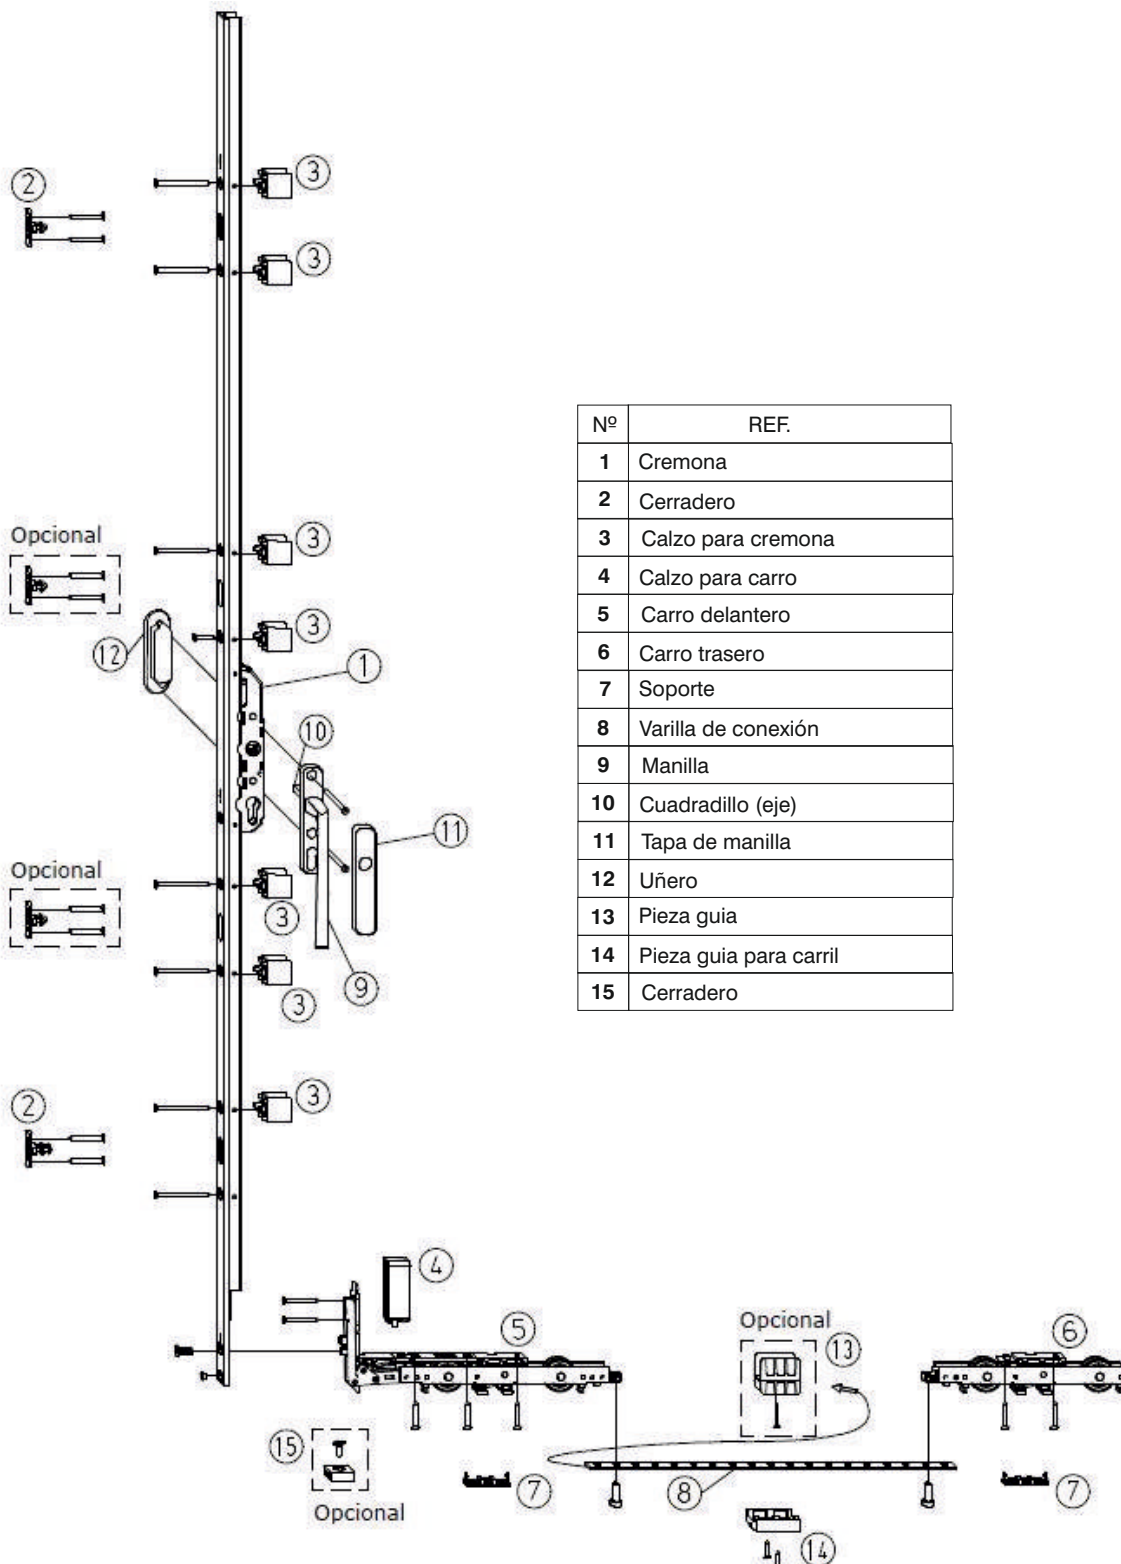 3
2
3
Nº REF.
1 Cremona
2 Cerradero
3 Calzo para cremona
4 Calzo para carro
5 Carro delantero
6 Carro trasero
7 Soporte
8 Varilla de conexión
9 Manilla
10 Cuadradillo (eje)
11 Tapa de manilla
12 Uñero
13 Pieza guia
14 Pieza guia para carril
15 Cerradero
Opcional
3
3
12
1
10
11
Opcional
3
9
3
2
3
4
Opcional
5
6
13
15
7
8
7
Opcional
14